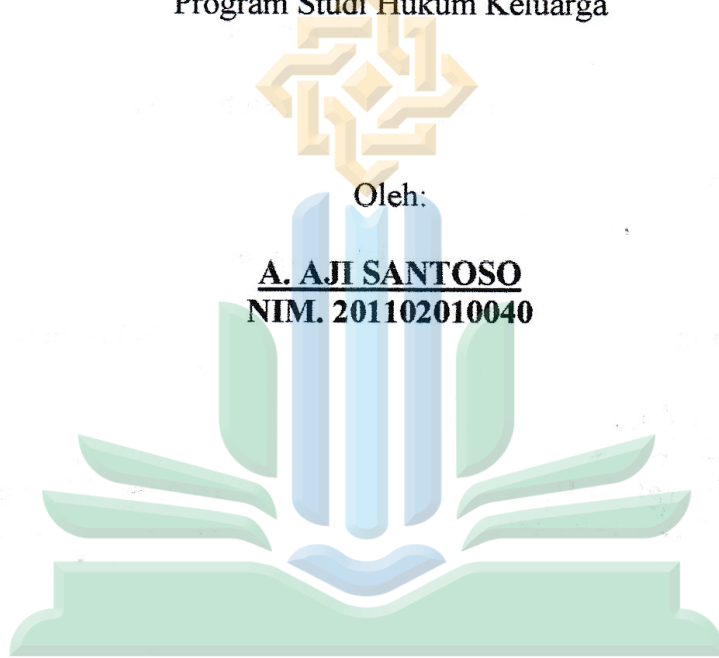 Program Studi Hukum Keluarga
Oleh:
A. AJI SANTOSO
NIM. 201102010040